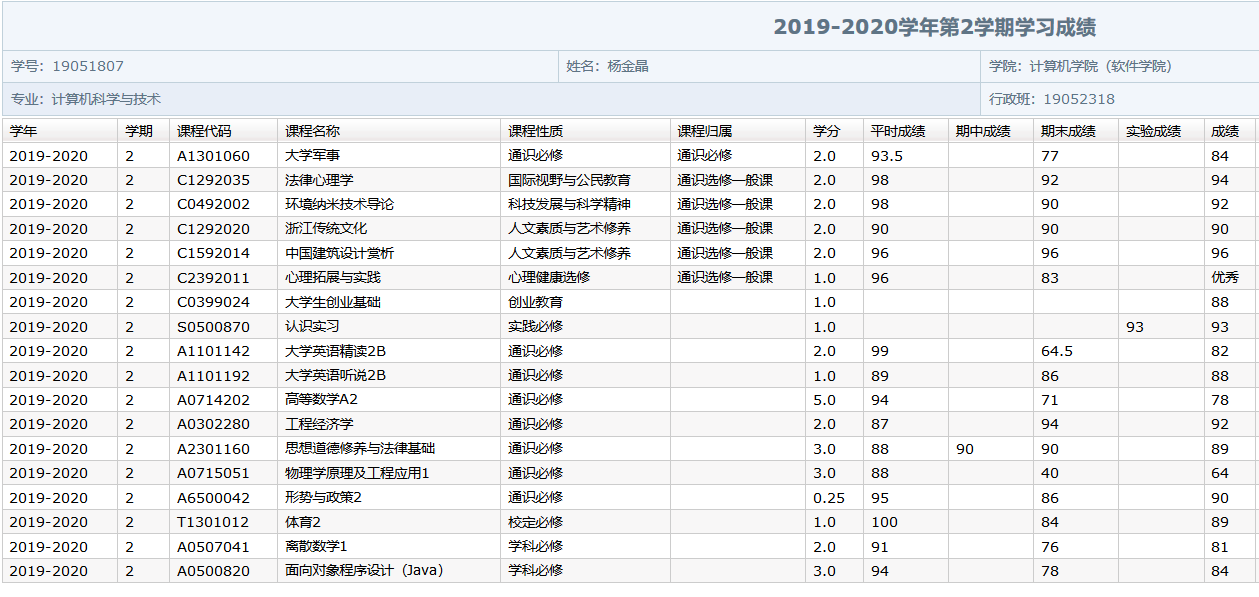 2019-2020学年第2学期学习成绩
学号：19051807 姓名：杨金晶 学院：计算机学院（软件学院）
专业：计算机科学与技术 行政班：19052318
学年 学期 课程代码 课程名称 课程性质 课程归属 学分 平时成绩 期中成绩 期末成绩 实验成绩 成绩
2019-2020 2 A1301060 大学军事 通识必修 通识必修 2.0 93.5 77 84
2019-2020 2 C1292035 法律心理学 国际视野与公民教育 通识选修一般课 2.0 98 92 94
2019-2020 2 C0492002 环境纳米技术导论 科技发展与科学精神 通识选修一般课 2.0 98 90 92
2019-2020 2 C1292020 浙江传统文化 人文素质与艺术修养 通识选修一般课 2.0 90 90 90
2019-2020 2 C1592014 中国建筑设计赏析 人文素质与艺术修养 通识选修一般课 2.0 96 96 96
2019-2020 2 C2392011 心理拓展与实践 心理健康选修 通识选修一般课 1.0 96 83 优秀
2019-2020 2 C0399024 大学生创业基础 创业教育 1.0 88
2019-2020 2 S0500870 认识实习 实践必修 1.0 93 93
2019-2020 2 A1101142 大学英语精读2B 通识必修 2.0 99 64.5 82
2019-2020 2 A1101192 大学英语听说2B 通识必修 1.0 89 86 88
2019-2020 2 A0714202 高等数学A2 通识必修 5.0 94 71 78
2019-2020 2 A0302280 工程经济学 通识必修 2.0 87 94 92
2019-2020 2 A2301160 思想道德修养与法律基础 通识必修 3.0 88 90 90 89
2019-2020 2 A0715051 物理学原理及工程应用1 通识必修 3.0 88 40 64
2019-2020 2 A6500042 形势与政策2 通识必修 0.25 95 86 90
2019-2020 2 T1301012 体育2 校定必修 1.0 100 84 89
2019-2020 2 A0507041 离散数学1 学科必修 2.0 91 76 81
2019-2020 2 A0500820 面向对象程序设计（Java） 学科必修 3.0 94 78 84